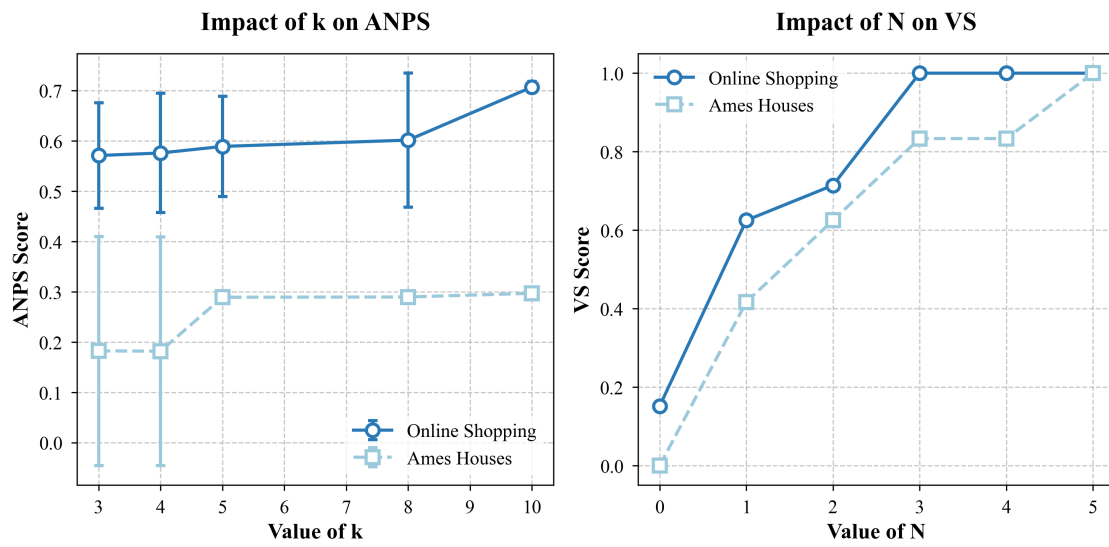 Impact of k on ANPS
ANPS Score
0.7
0.6
0.5
0.4
0.3
0.2
0.1
0.0
Online Shopping
Ames Houses
3 4 5 6 7 8 9 10
Value of k
Impact of N on VS
VS Score
1.0
0.8
0.6
0.4
0.2
0.0
Online Shopping
Ames Houses
0 1 2 3 4 5
Value of N